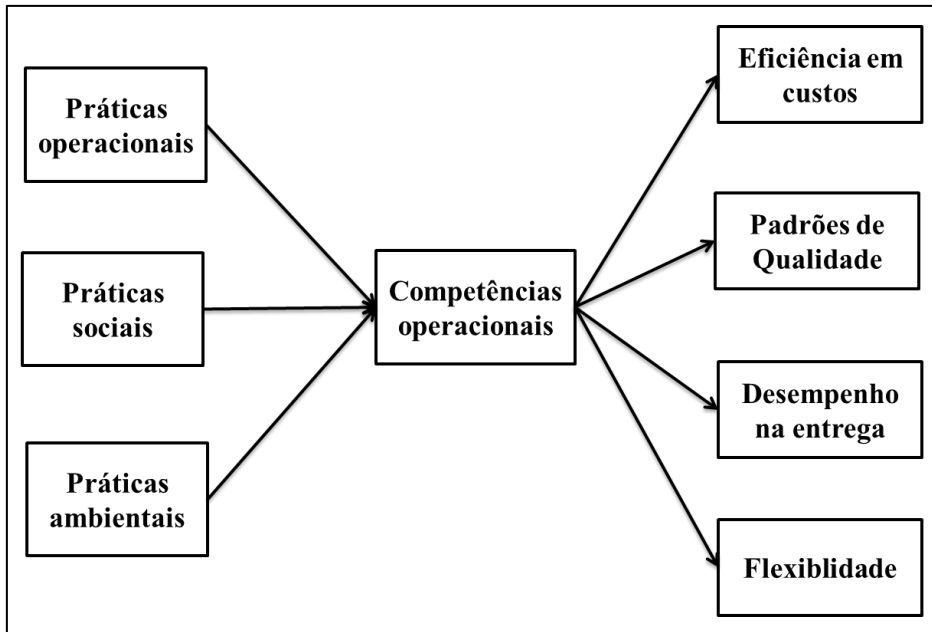 Práticas
operacionais
Práticas
sociais
Práticas
ambientais
Competências
operacionais
Eficiência em
custos
Padrões de
Qualidade
Desempenho
na entrega
Flexiblidade